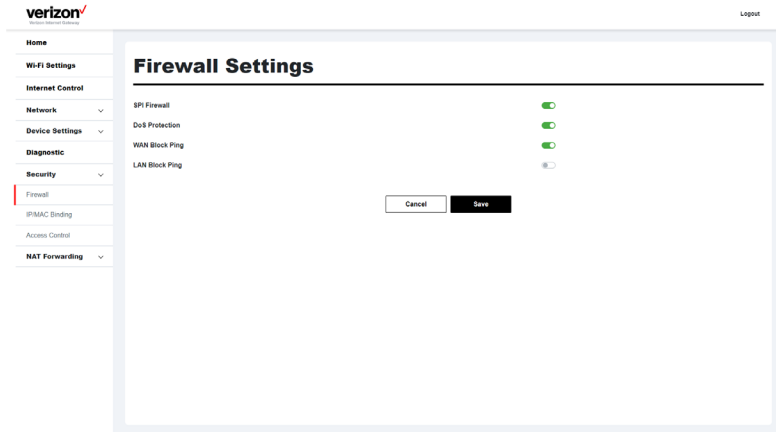 verizon
Verizon Internet Gateway
Logout
Home
Wi-Fi Settings
Internet Control
Network
Device Settings
Diagnostic
Security
Firewall
IP/MAC Binding
Access Control
NAT Forwarding
Firewall Settings
SPI Firewall
DoS Protection
WAN Block Ping
LAN Block Ping
Cancel Save